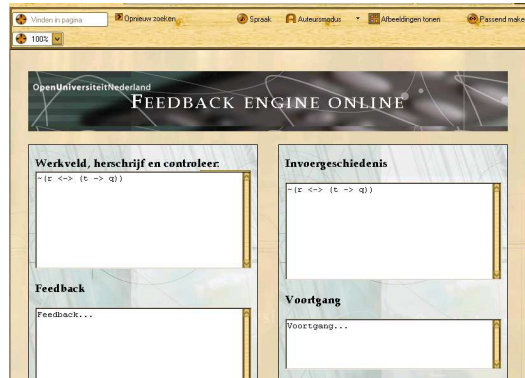 Vinden in pagina
Opnieuw zoeken
Spraak
Auteursmodus
Afbeeldingen tonen
Passend make
100%
OpenUniversiteitNederland
FEEDBACK ENGINE ONLINE
Werkveld, herschrijf en controleer:
~(r <-> (t -> q))
Feedback
Feedback...
Invoergeschiedenis
~(r <-> (t -> q))
Voortgang
Voortgang...